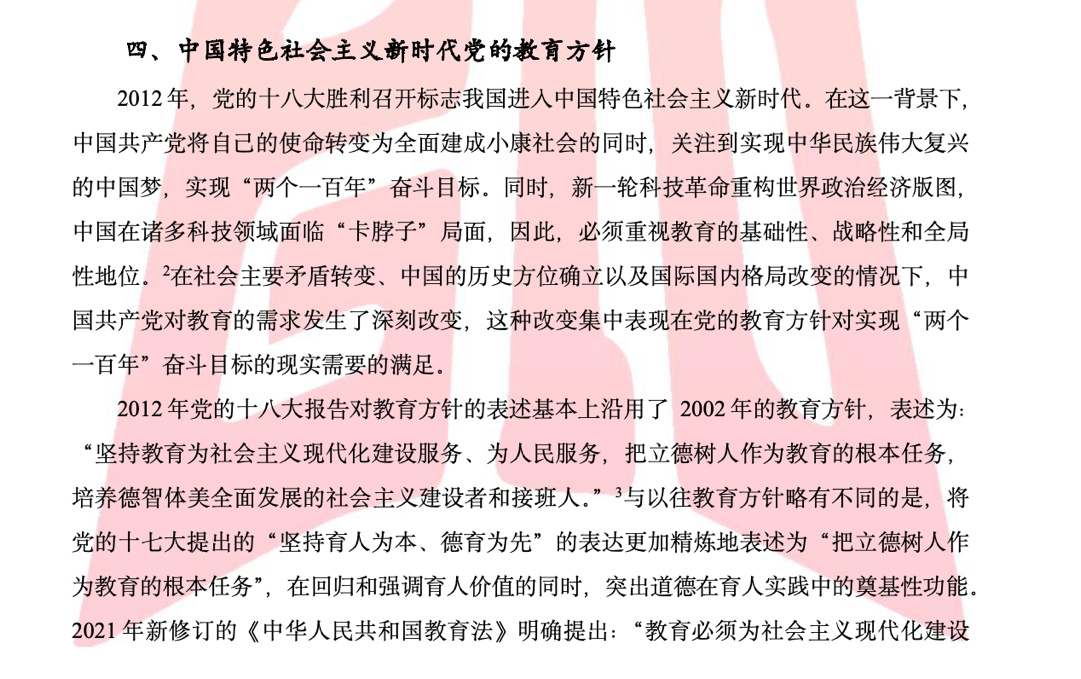 四、中国特色社会主义新时代党的教育方针
2012 年，党的十八大胜利召开标志我国进入中国特色社会主义新时代。在这一背景下，
中国共产党将自己的使命转变为全面建成小康社会的同时，关注到实现中华民族伟大复兴
的中国梦，实现“两个一百年”奋斗目标。同时，新一轮科技革命重构世界政治经济版图，
中国在诸多科技领域面临“卡脖子”局面，因此，必须重视教育的基础性、战略性和全局
性地位。²在社会主要矛盾转变、中国的历史方位确立以及国际国内格局改变的情况下，中
国共产党对教育的需求发生了深刻改变，这种改变集中表现在党的教育方针对实现“两个
一百年”奋斗目标的现实需要的满足。
2012 年党的十八大报告对教育方针的表述基本上沿用了 2002 年的教育方针，表述为：
“坚持教育为社会主义现代化建设服务、为人民服务，把立德树人作为教育的根本任务，
培养德智体美全面发展的社会主义建设者和接班人。”³与以往教育方针略有不同的是，将
党的十七大提出的“坚持育人为本、德育为先”的表达更加精炼地表述为“把立德树人作
为教育的根本任务”，在回归和强调育人价值的同时，突出道德在育人实践中的奠基性功能。
2021 年新修订的《中华人民共和国教育法》明确提出：“教育必须为社会主义现代化建设